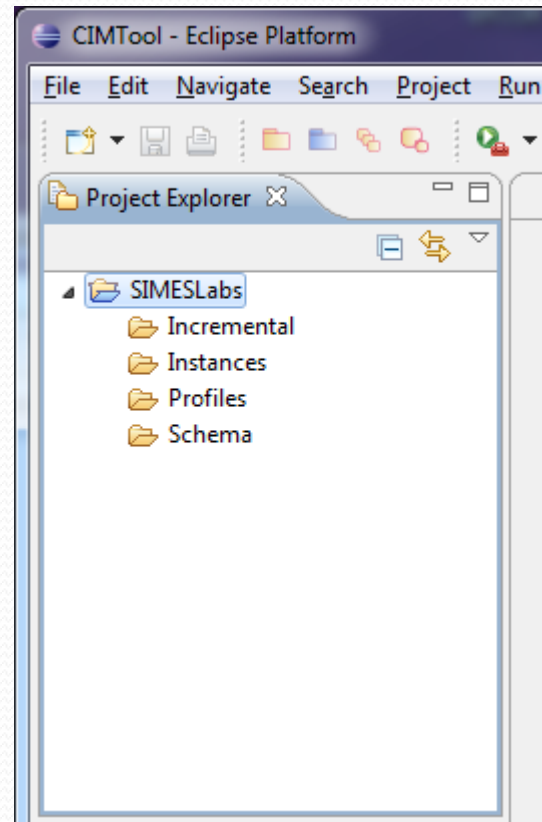 CIMTool - Eclipse Platform
File Edit Navigate Search Project Run
Project Explorer
SIMESLabs
Incremental
Instances
Profiles
Schema